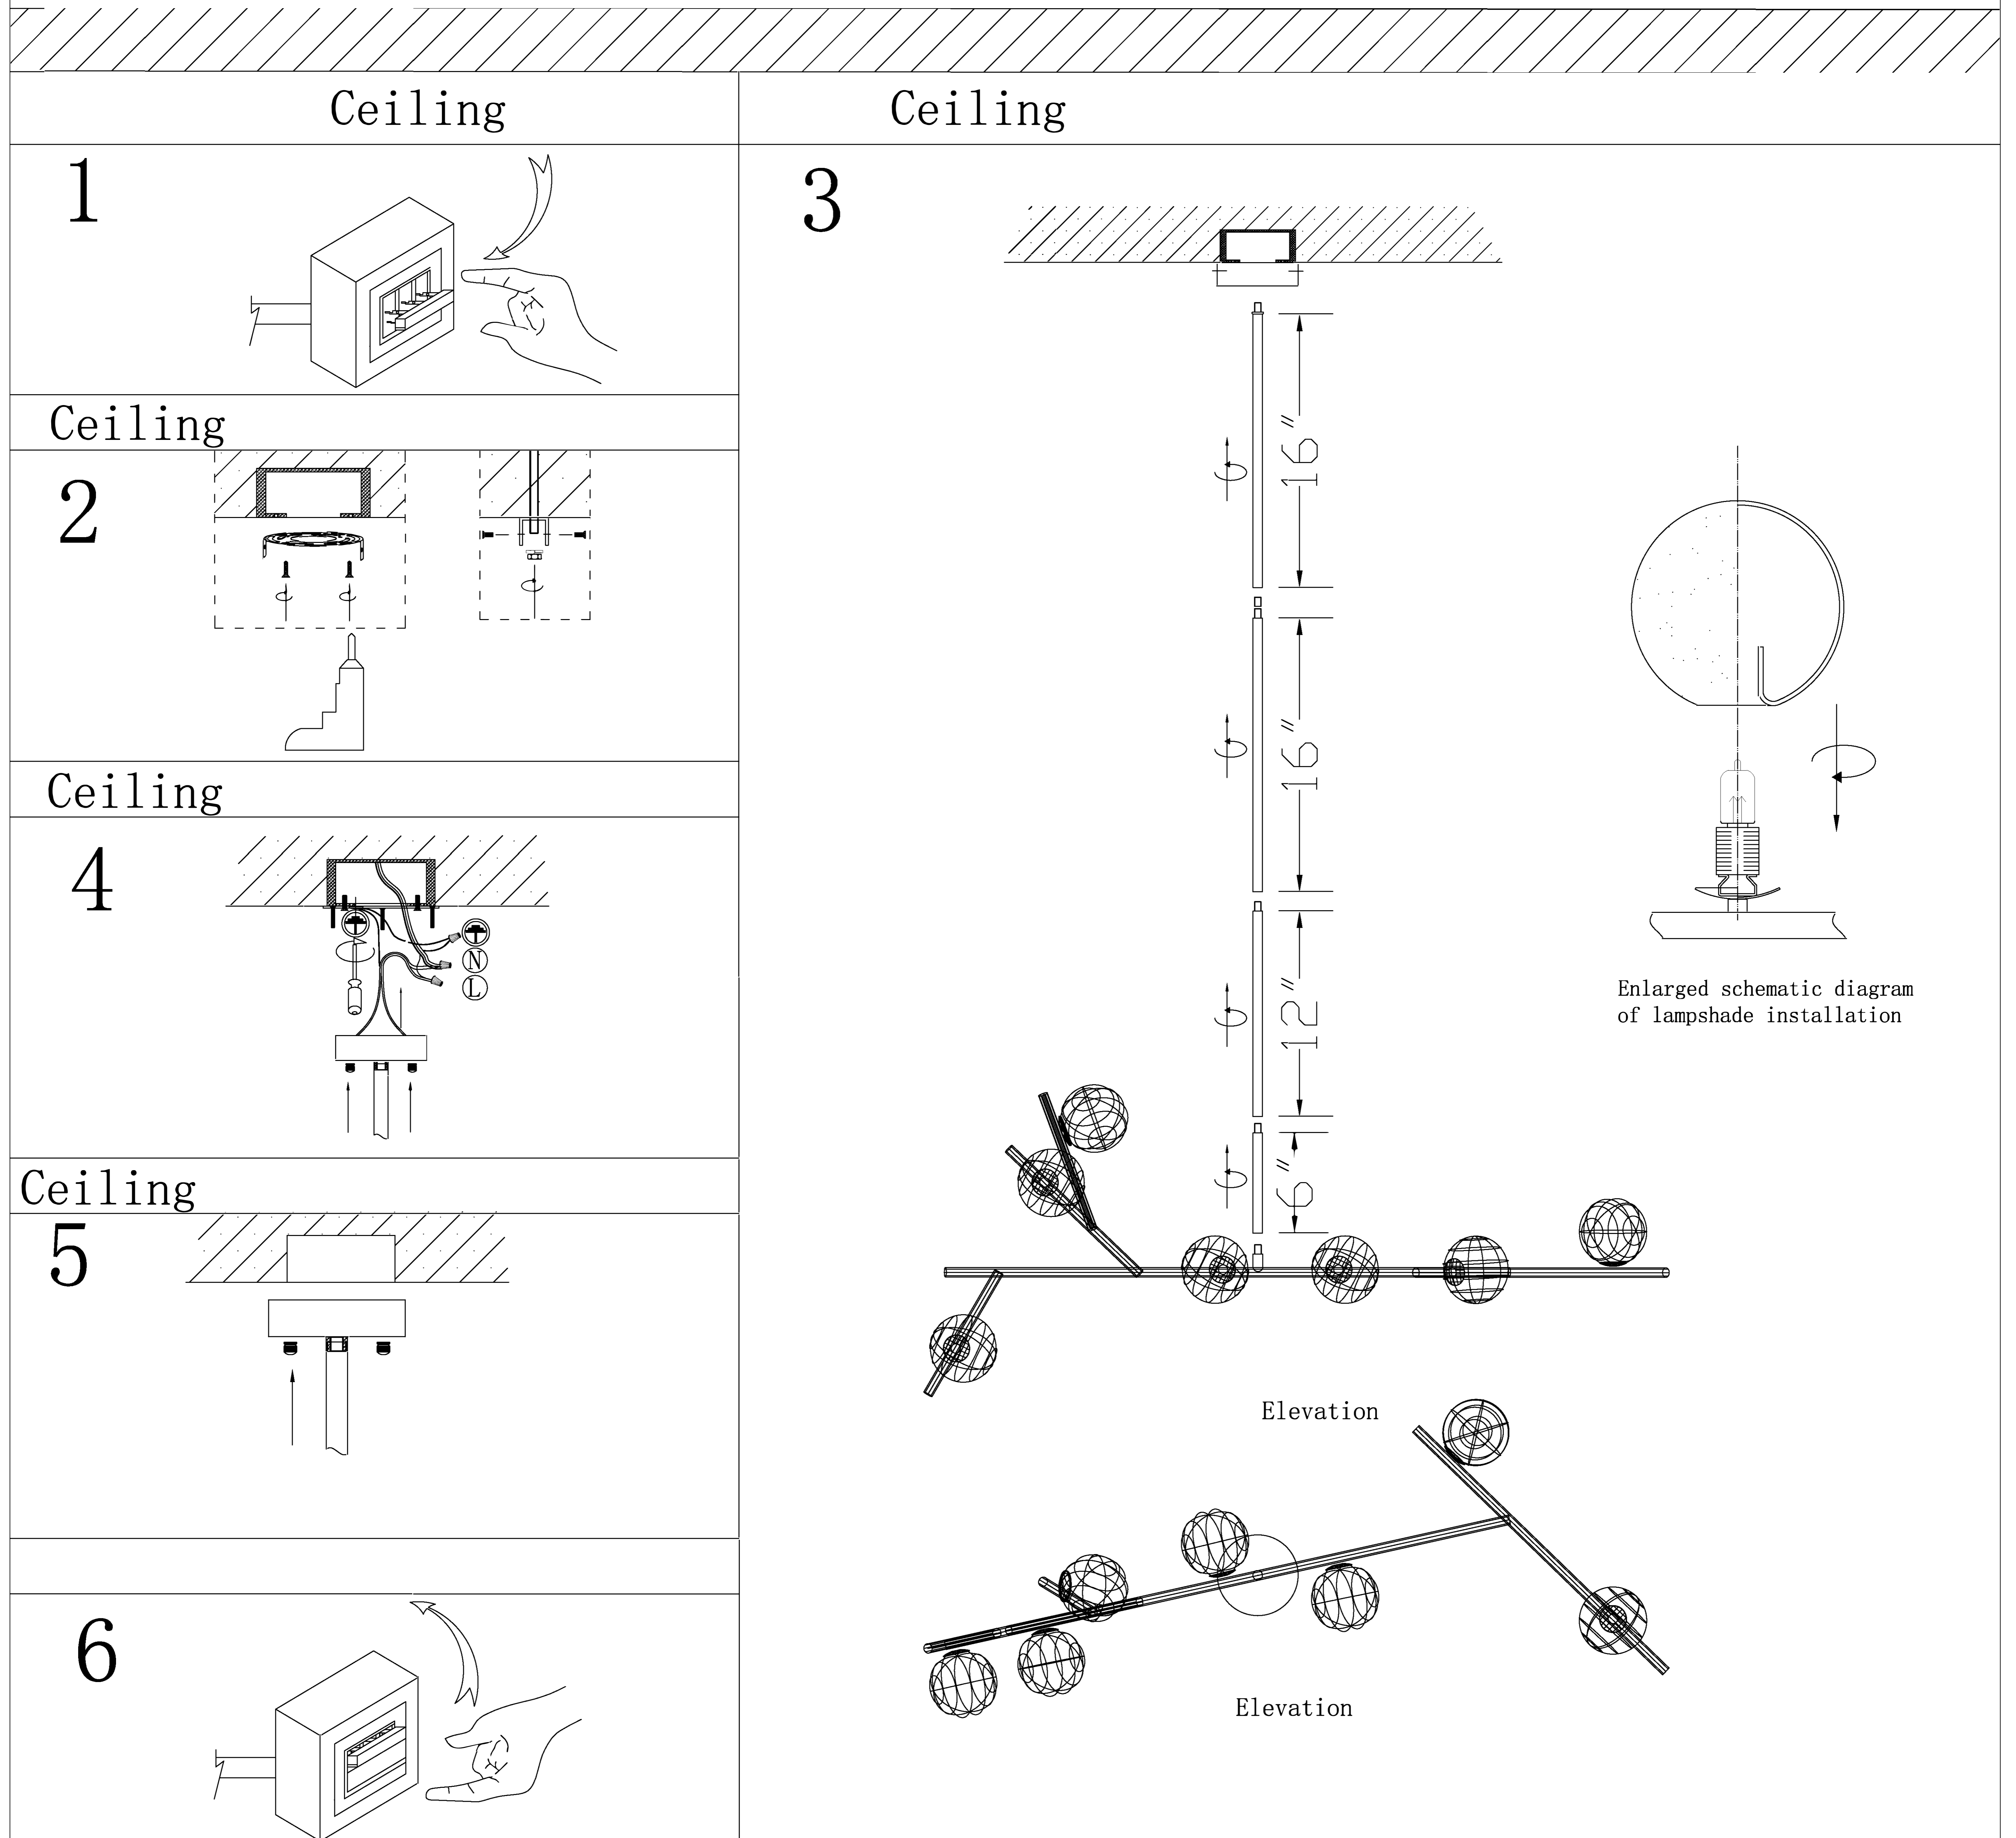 Ceiling
1
Ceiling
2
Ceiling
4
N
L
Ceiling
5
6
Ceiling
3
16"
16"
12"
6"
Enlarged schematic diagram
of lampshade installation
Elevation
Elevation